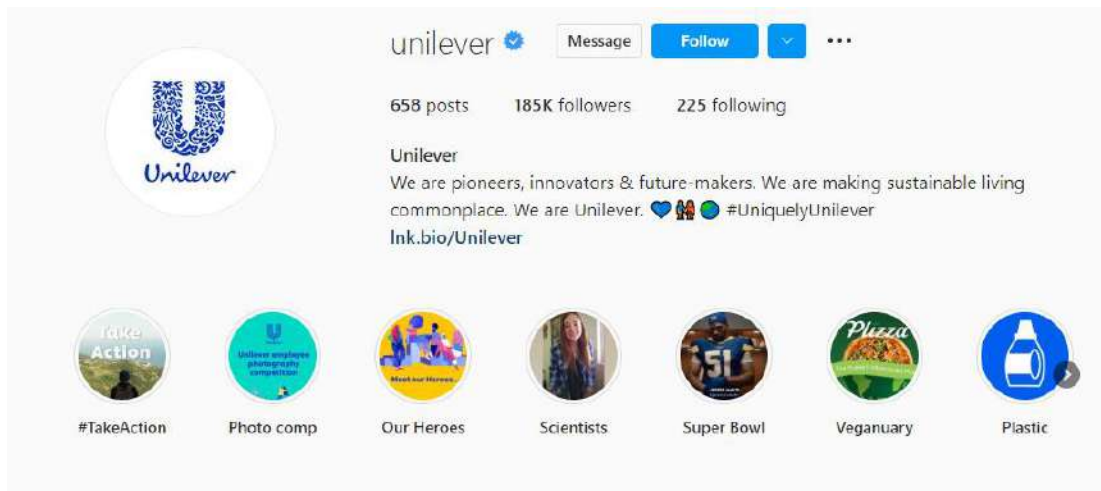 unilever
Message
Follow
658 posts
185K followers
225 following
Unilever
Unilever
We are pioneers, innovators & future-makers. We are making sustainable living
commonplace. We are Unilever. 💙👫🌍 #UniquelyUnilever
lnk.bio/Unilever
Take
Action
Unilever employee
photography
competition
Meet our Heroes
51
Plizza
#TakeAction
Photo comp
Our Heroes
Scientists
Super Bowl
Veganuary
Plastic